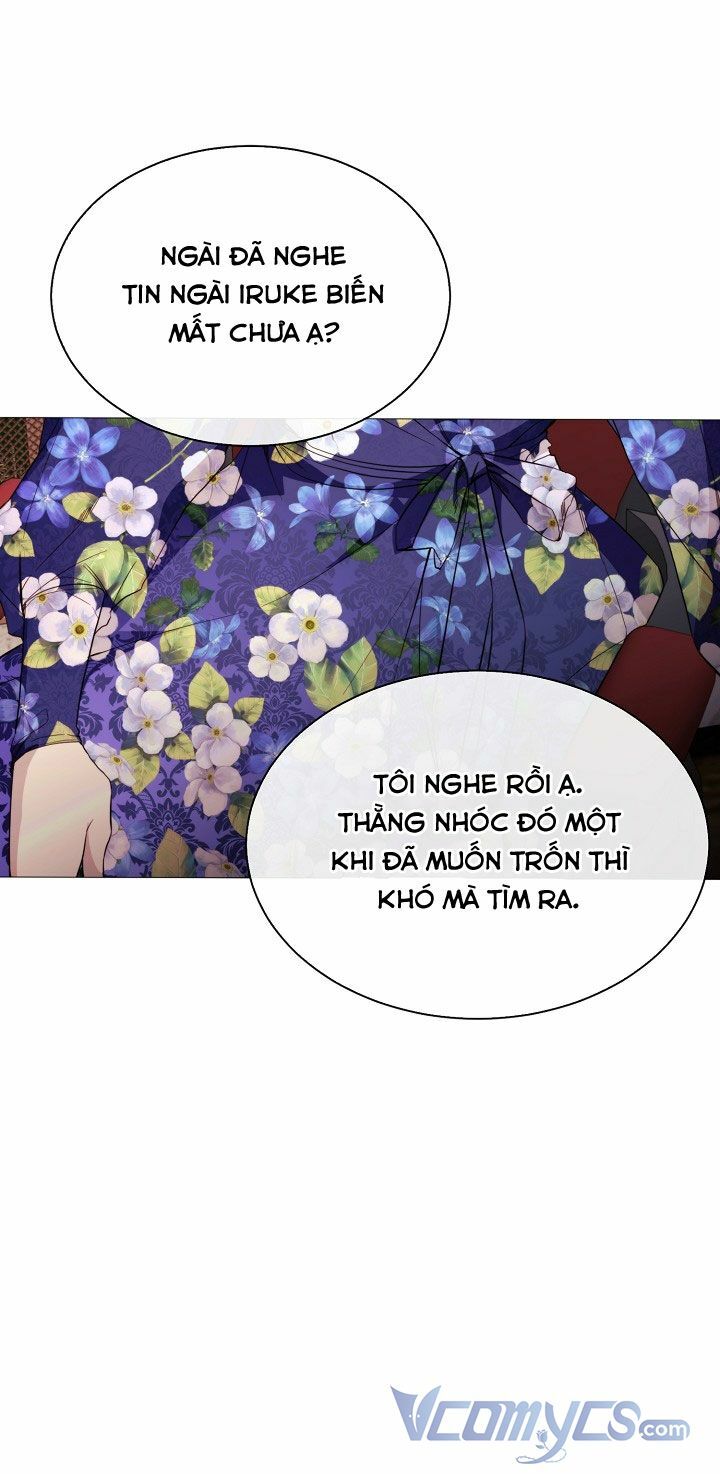 NGÀI ĐÃ NGHE
TIN NGÀI IRUKE BIẾN
MẤT CHƯA Ạ?
TÔI NGHE RỒI Ạ.
THẰNG NHÓC ĐÓ MỘT
KHI ĐÃ MUỐN TRỐN THÌ
KHÓ MÀ TÌM RA.
VCOMYCS.com